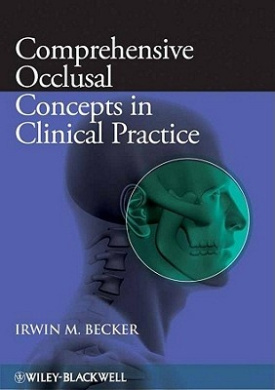 Comprehensive
Occlusal
Concepts in
Clinical Practice
IRWIN M. BECKER
WILEY-BLACKWELL